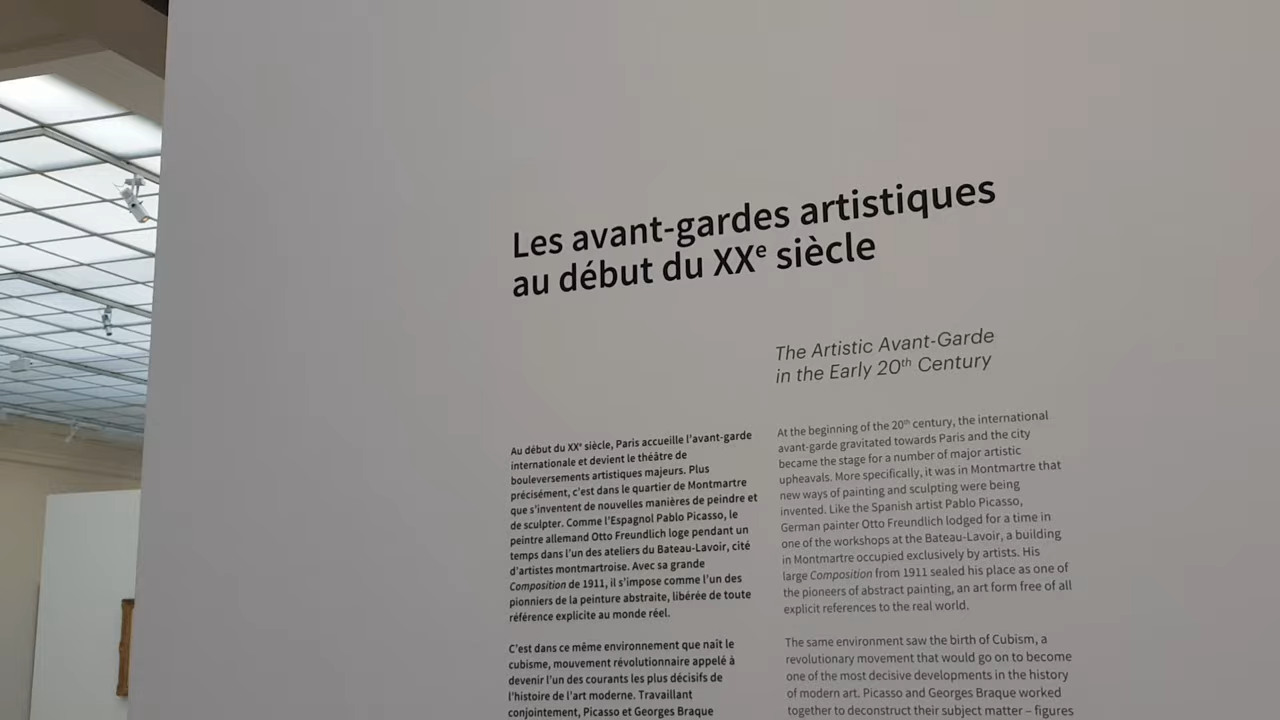 Les avant-gardes artistiques
au début du XXe siècle
The Artistic Avant-Garde
in the Early 20th Century
Au début du XXe siècle, Paris accueille l'avant-garde
internationale et devient le théâtre de
bouleversements artistiques majeurs. Plus
précisément, c'est dans le quartier de Montmartre
que s'inventent de nouvelles manières de peindre et
de sculpter. Comme l'Espagnol Pablo Picasso, le
peintre allemand Otto Freundlich loge pendant un
temps dans l'un des ateliers du Bateau-Lavoir, cité
d'artistes montmartroise. Avec sa grande
Composition de 1911, il s'impose comme l'un des
pionniers de la peinture abstraite, libérée de toute
référence explicite au monde réel.
C'est dans ce même environnement que naît le
cubisme, mouvement révolutionnaire appelé à
devenir l'un des courants les plus décisifs de
l'histoire de l'art moderne. Travaillant
conjointement, Picasso et Georges Braque
At the beginning of the 20th century, the international
avant-garde gravitated towards Paris and the city
became the stage for a number of major artistic
upheavals. More specifically, it was in Montmartre that
new ways of painting and sculpting were being
invented. Like the Spanish artist Pablo Picasso,
German painter Otto Freundlich lodged for a time in
one of the workshops at the Bateau-Lavoir, a building
in Montmartre occupied exclusively by artists. His
large Composition from 1911 sealed his place as one of
the pioneers of abstract painting, an art form free of all
explicit references to the real world.
The same environment saw the birth of Cubism, a
revolutionary movement that would go on to become
one of the most decisive developments in the history
of modern art. Picasso and Georges Braque worked
together to deconstruct their subject matter – figures